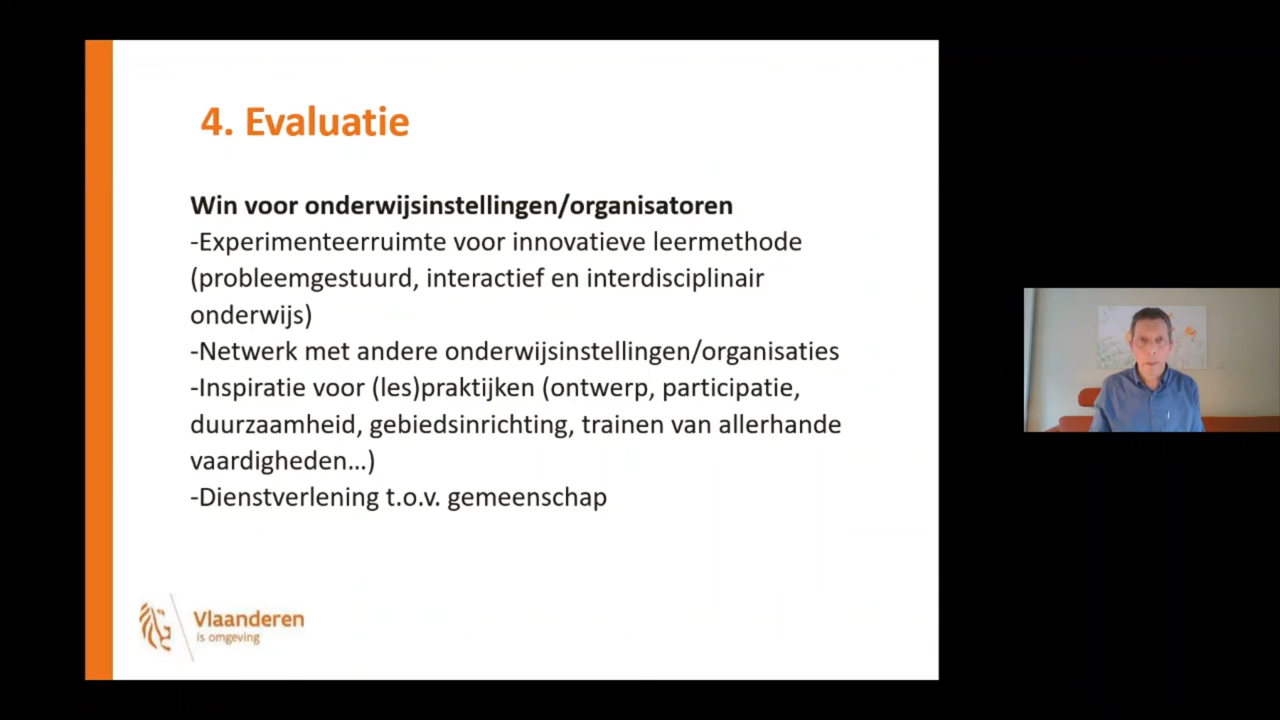 4. Evaluatie
Win voor onderwijsinstellingen/organisatoren
-Experimenteerruimte voor innovatieve leermethode
(probleemgestuurd, interactief en interdisciplinair
onderwijs)
-Netwerk met andere onderwijsinstellingen/organisaties
-Inspiratie voor (les)praktijken (ontwerp, participatie,
duurzaamheid, gebiedsinrichting, trainen van allerhande
vaardigheden...)
-Dienstverlening t.o.v. gemeenschap
Vlaanderen
is omgeving